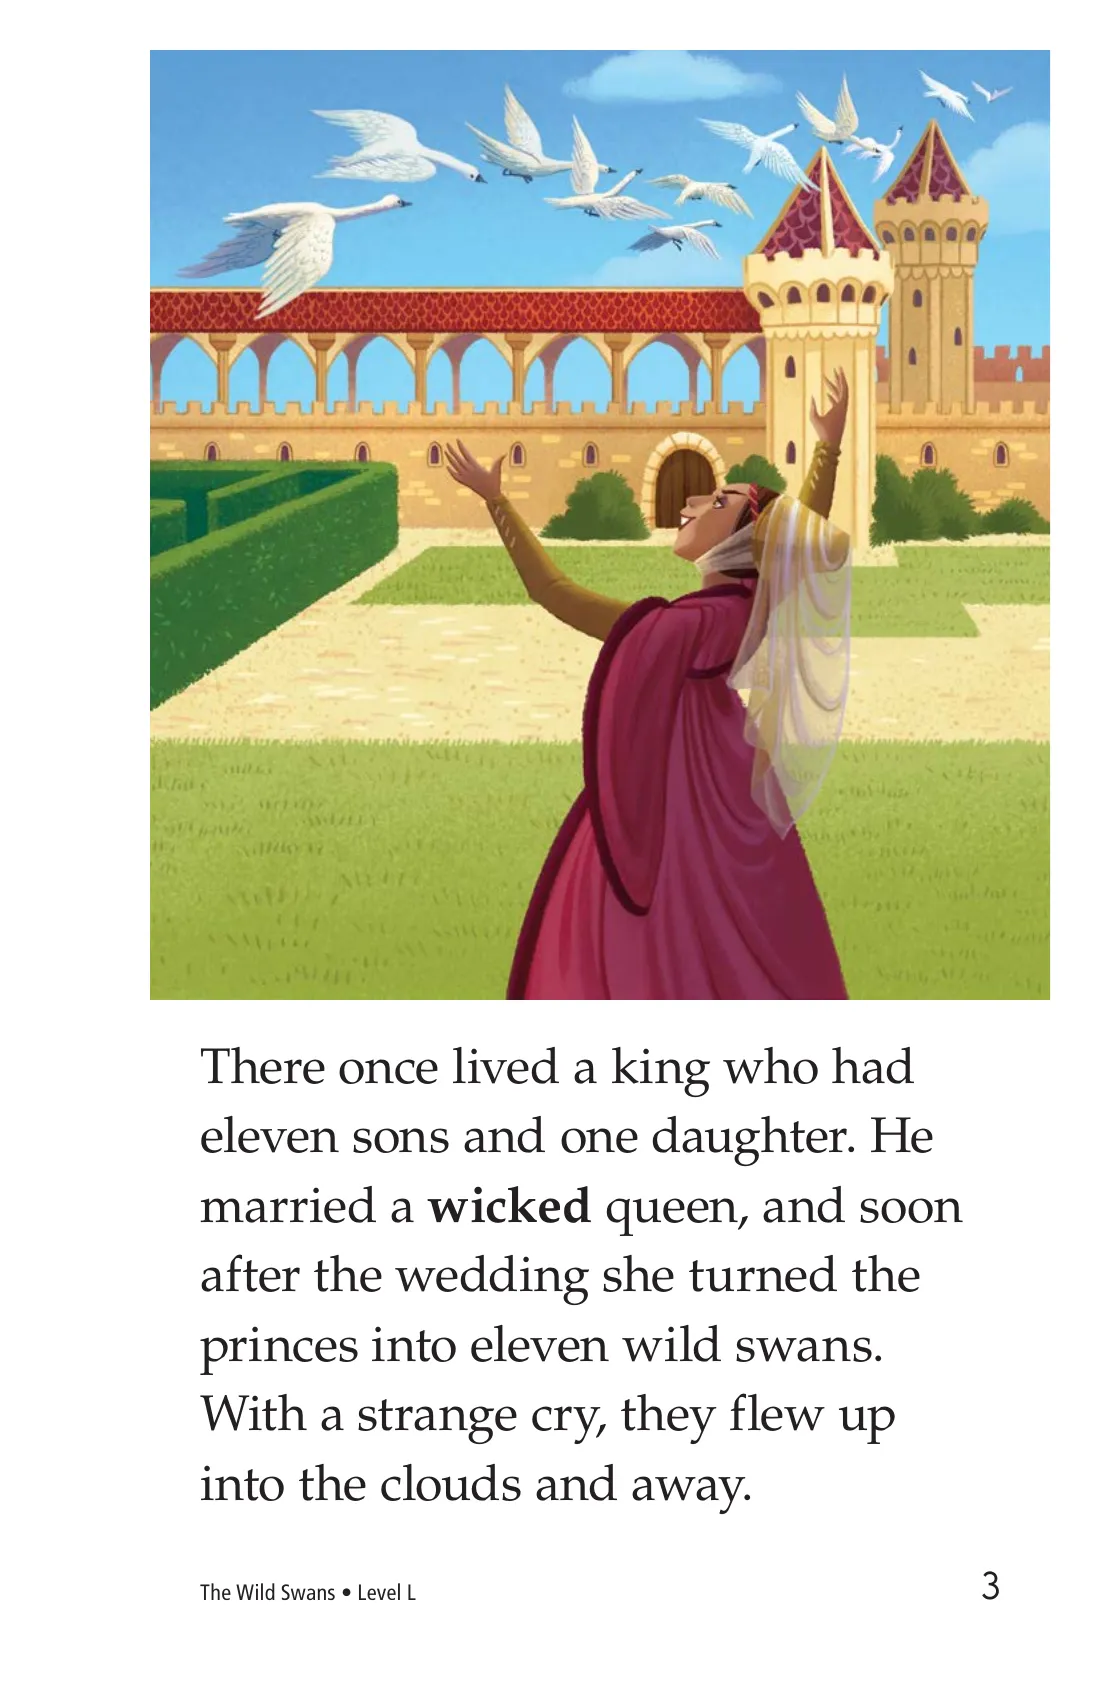 There once lived a king who had
eleven sons and one daughter. He
married a wicked queen, and soon
after the wedding she turned the
princes into eleven wild swans.
With a strange cry, they flew up
into the clouds and away.
The Wild Swans • Level L
3